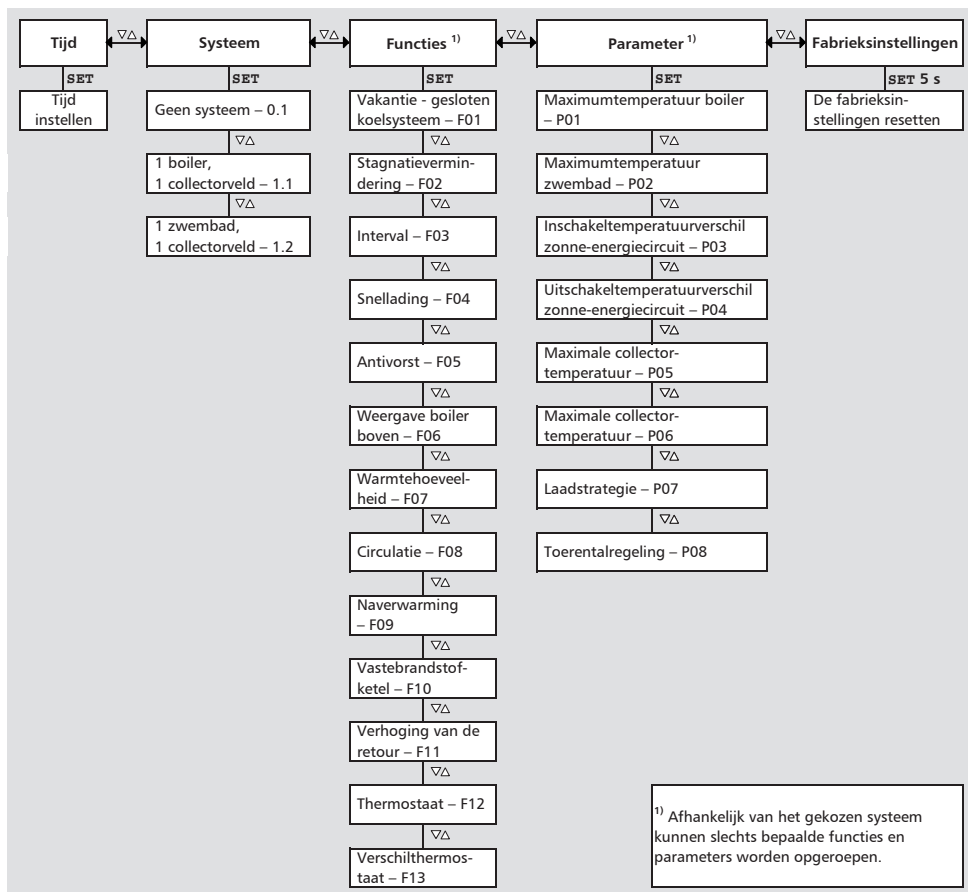 Tijd
▽△
Systeem
▽△
Functies 1)
▽△
Parameter 1)
▽△
Fabrieksinstellingen
SET
Tijd
instellen
SET
Geen systeem – 0.1
▽△
1 boiler,
1 collectorveld – 1.1
▽△
1 zwembad,
1 collectorveld – 1.2
SET
Vakantie - gesloten
koelsysteem – F01
▽△
Stagnatievermin-
dering – F02
▽△
Interval – F03
▽△
Snellading – F04
▽△
Antivorst – F05
▽△
Weergave boiler
boven – F06
▽△
Warmtehoeveel-
heid – F07
▽△
Circulatie – F08
▽△
Naverwarming
– F09
▽△
Vastebrandstof-
ketel – F10
▽△
Verhoging van de
retour – F11
▽△
Thermostaat – F12
▽△
Verschilthermos-
taat – F13
SET
Maximumtemperatuur boiler
– P01
▽△
Maximumtemperatuur
zwembad – P02
▽△
Inschakeltemperatuurverschil
zonne-energiecircuit – P03
▽△
Uitschakeltemperatuurverschil
zonne-energiecircuit – P04
▽△
Maximale collector-
temperatuur – P05
▽△
Maximale collector-
temperatuur – P06
▽△
Laadstrategie – P07
▽△
Toerentalregeling – P08
SET 5 s
De fabrieksin-
stellingen resetten
1) Afhankelijk van het gekozen systeem
kunnen slechts bepaalde functies en
parameters worden opgeroepen.